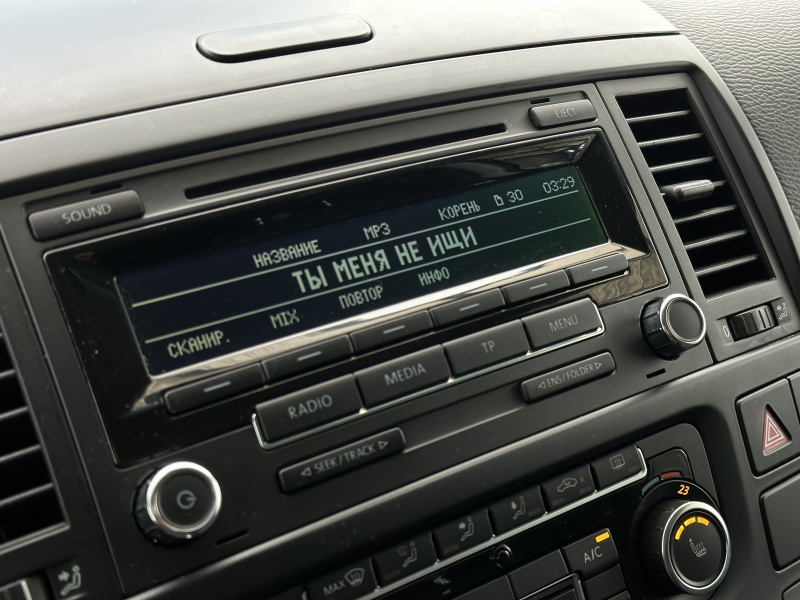 EJECT
SOUND
НАЗВАНИЕ MP3 КОРЕНЬ 30 03:29
ТЫ МЕНЯ НЕ ИЩИ
СКАНИР. MIX ПОВТОР ИНФО
RADIO MEDIA TP MENU
SEEK/TRACK
ENS/FOLDER
0
23
MAX
A/C
A